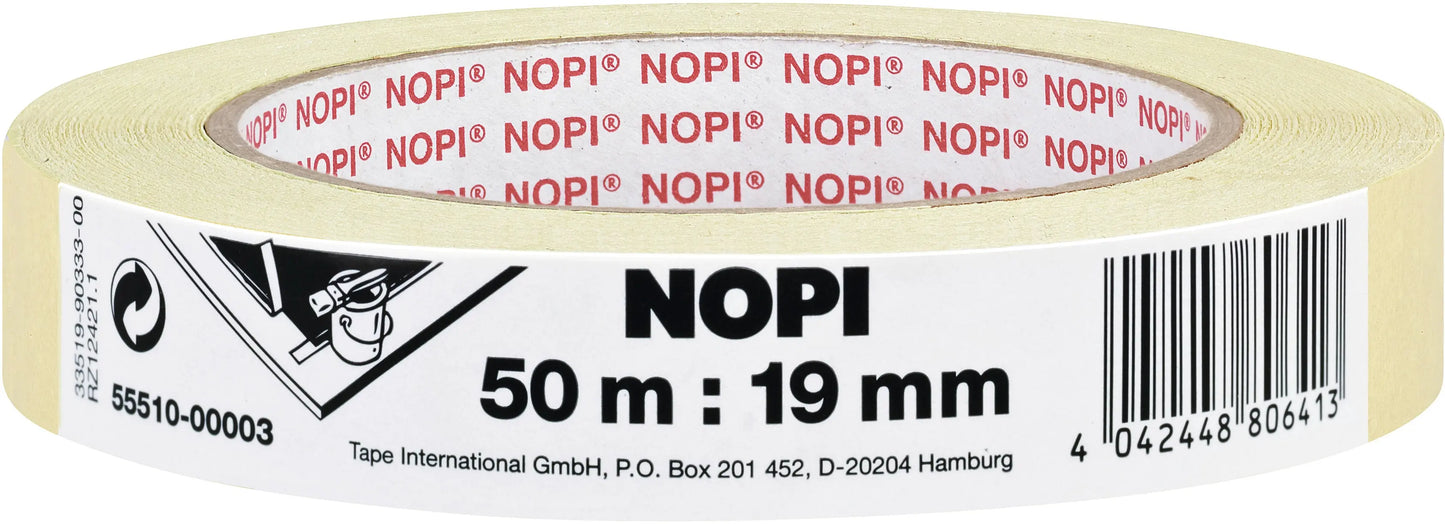 NOPI® NOPI® NOPI® NOPI® NOPI® NOPI® NOPI® NOPI® NOPI®
NOPI® NOPI® NOPI® NOPI® NOPI® NOPI® NOPI®
NOPI® NOPI® NOPI® NOPI
33519-90333-00
RZ12421.1
55510-00003
NOPI
50 m : 19 mm
Tape International GmbH, P.O. Box 201 452, D-20204 Hamburg
4 042448 806413